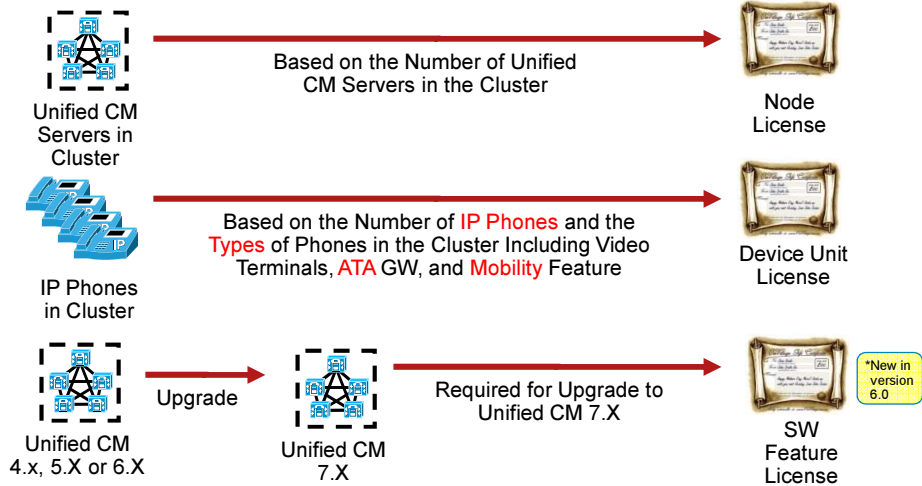 Based on the Number of Unified
CM Servers in the Cluster
Unified CM
Servers in
Cluster
Node
License
IP
Based on the Number of IP Phones and the
Types of Phones in the Cluster Including Video
Terminals, ATA GW, and Mobility Feature
IP Phones
in Cluster
Device Unit
License
Upgrade
Required for Upgrade to
Unified CM 7.X
*New in
version
6.0
Unified CM
4.x, 5.X or 6.X
Unified CM
7.X
SW
Feature
License